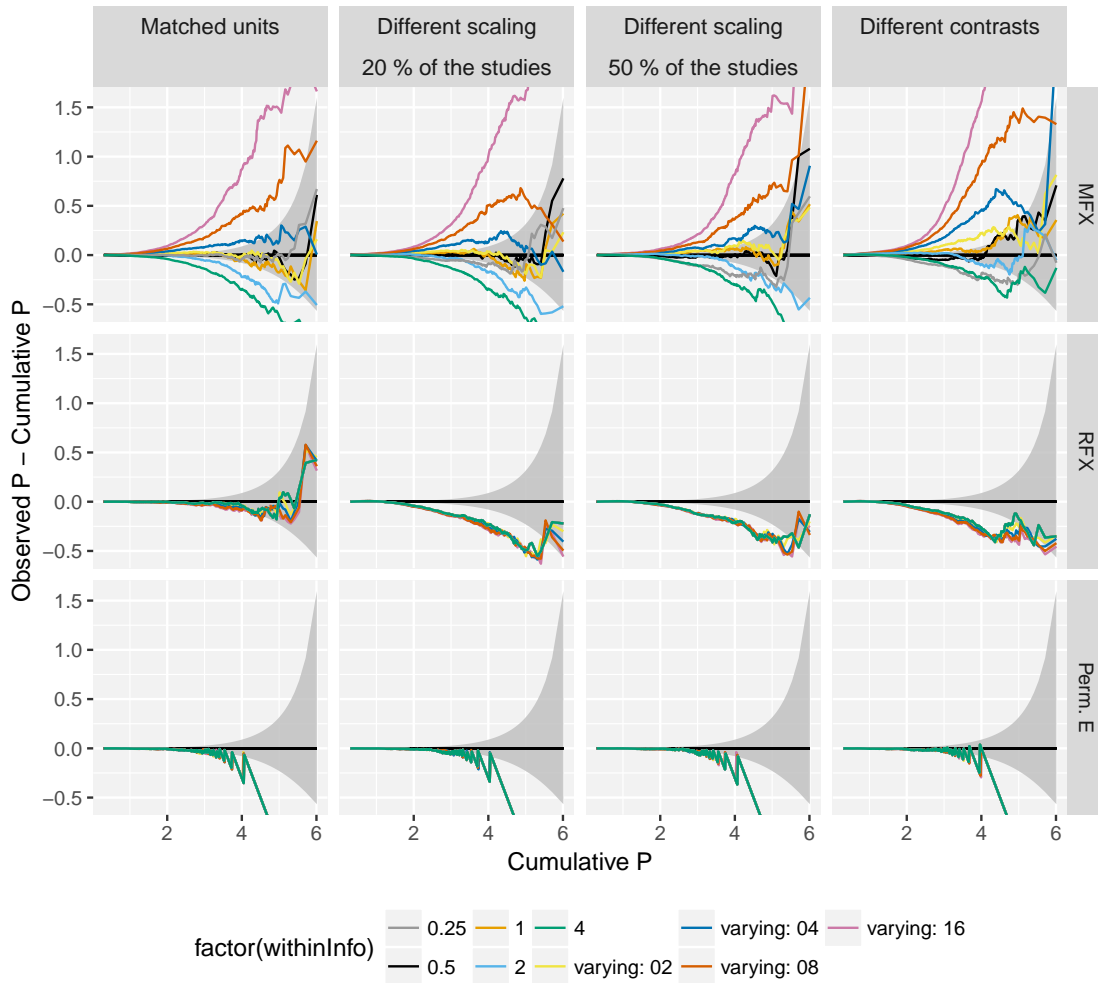 Matched units
Different scaling
20 % of the studies
Different scaling
50 % of the studies
Different contrasts
Observed P − Cumulative P
1.5
1.0
0.5
0.0
−0.5
MFX
1.5
1.0
0.5
0.0
−0.5
RFX
1.5
1.0
0.5
0.0
−0.5
Perm. E
2 4 6 2 4 6 2 4 6 2 4 6
Cumulative P
factor(withinInfo)
0.25 1 4 varying: 04 varying: 16
0.5 2 varying: 02 varying: 08